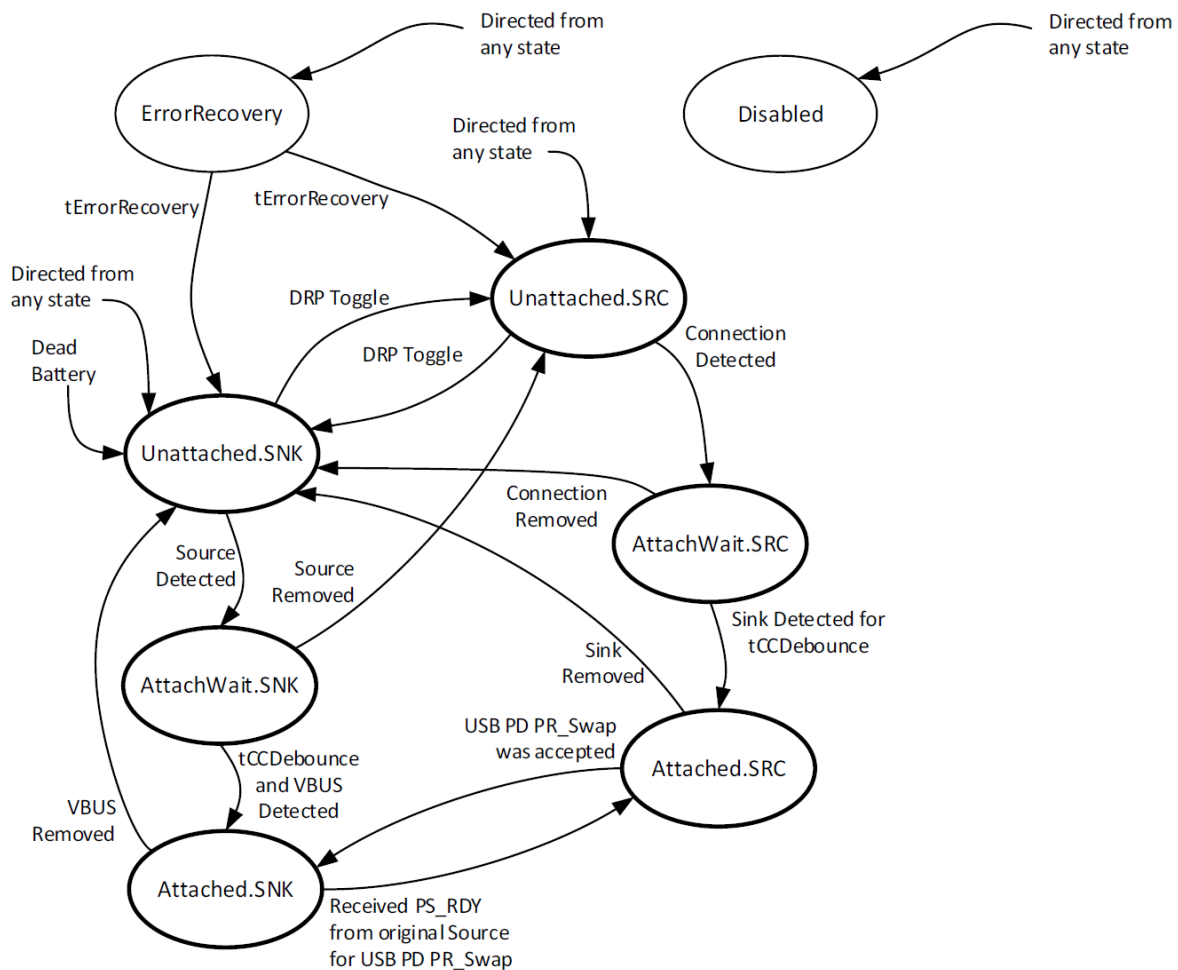 Directed from
any state
Directed from
any state
ErrorRecovery
Disabled
Directed from
any state
tErrorRecovery
tErrorRecovery
Directed from
any state
DRP Toggle
Unattached.SRC
Dead
Battery
DRP Toggle
Connection
Detected
Unattached.SNK
Connection
Removed
AttachWait.SRC
Source
Detected
Source
Removed
Sink Detected for
tCCDebounce
Sink
Removed
AttachWait.SNK
USB PD PR_Swap
was accepted
Attached.SRC
tCCDebounce
and VBUS
Detected
VBUS
Removed
Attached.SNK
Received PS_RDY
from original Source
for USB PD PR_Swap